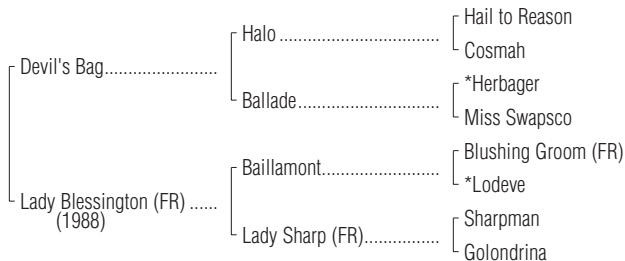 Hail to Reason
Halo
Cosmah
Devil's Bag
*Herbager
Ballade
Miss Swapsco
Blushing Groom (FR)
Baillamont
*Lodeve
Lady Blessington (FR)
(1988)
Sharpman
Lady Sharp (FR)
Golondrina